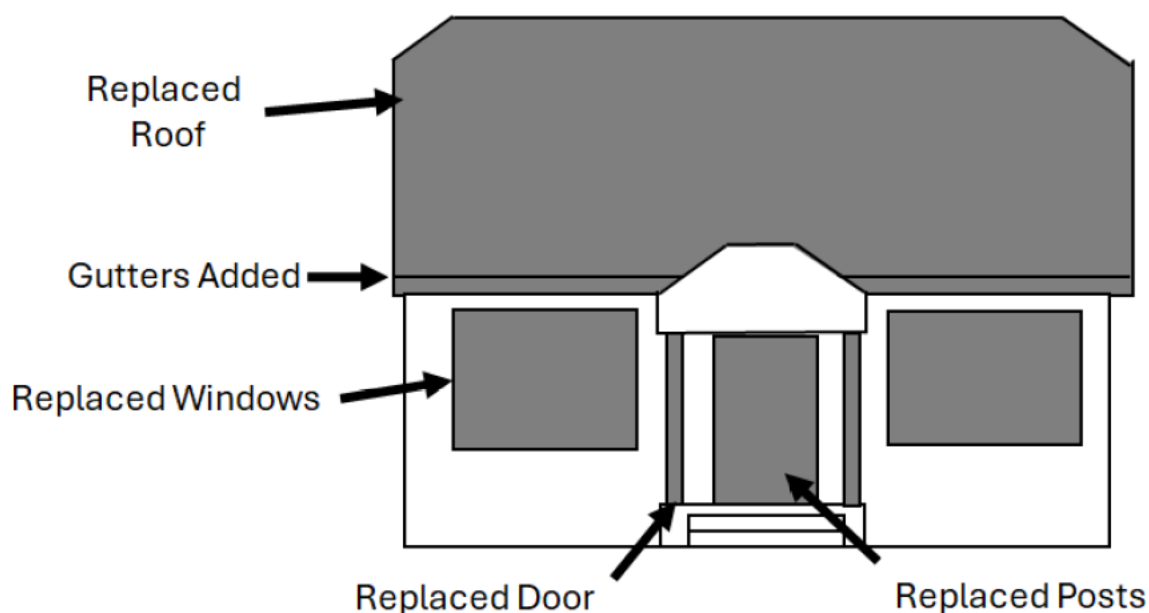 Replaced
Roof
Gutters Added
Replaced Windows
Replaced Door
Replaced Posts